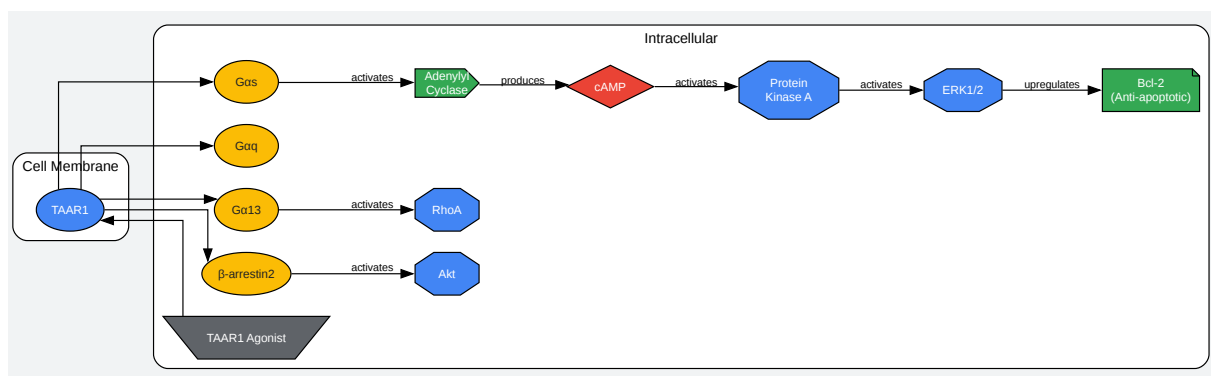 Intracellular
Gαs
activates
Adenylyl
Cyclase
produces
cAMP
activates
Protein
Kinase A
activates
ERK1/2
upregulates
Bcl-2
(Anti-apoptotic)
Gαq
Cell Membrane
TAAR1
Gα13
activates
RhoA
β-arrestin2
activates
Akt
TAAR1 Agonist